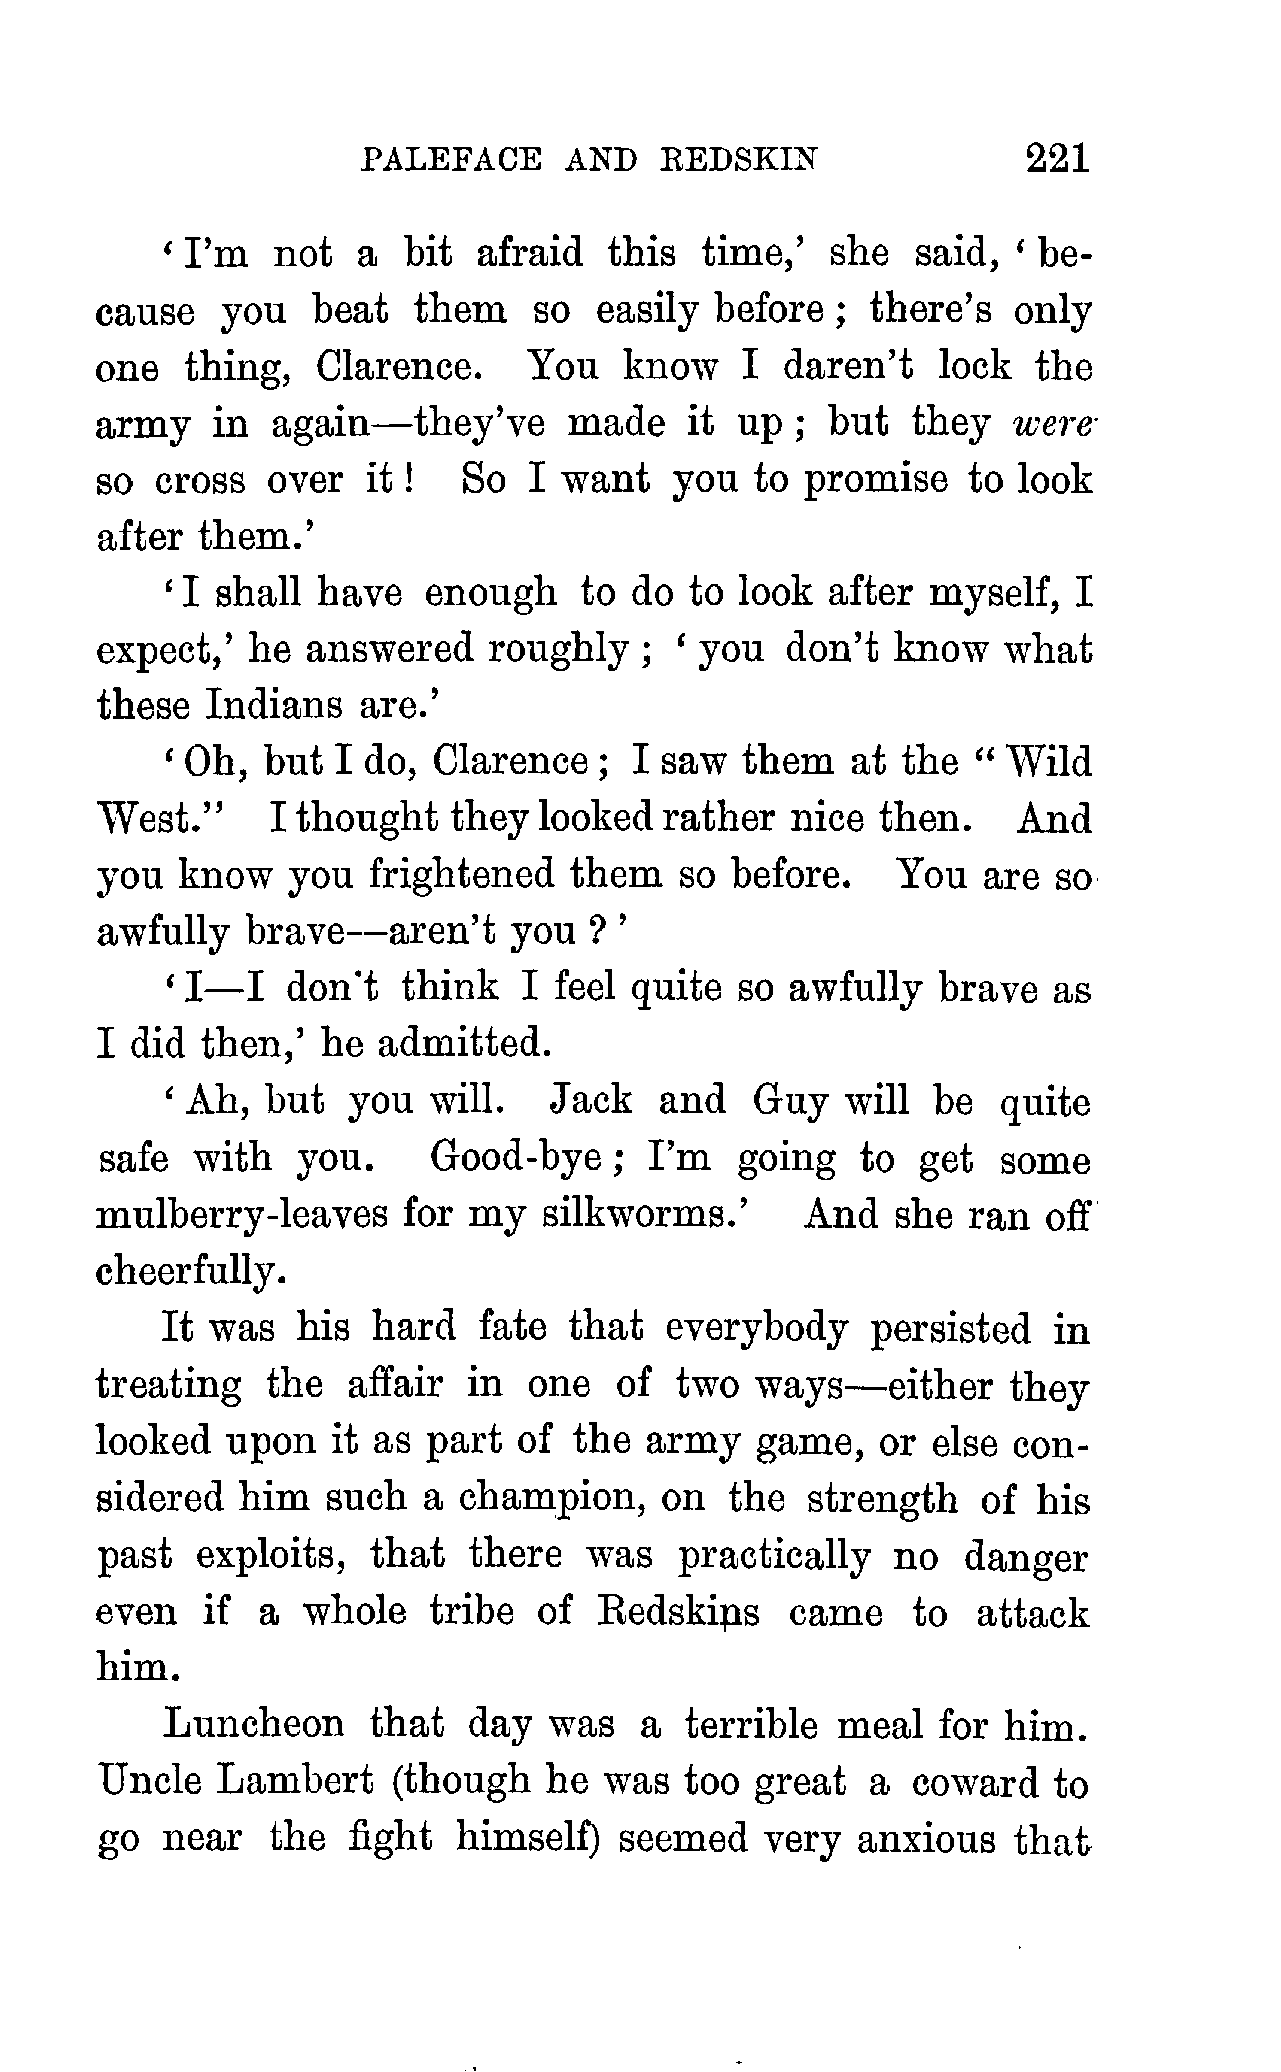 PALEFACE AND REDSKIN 221
‘ I’m not a bit afraid this time,’ she said, ‘ be-
cause you beat them so easily before ; there’s only
one thing, Clarence. You know I daren’t lock the
army in again—they’ve made it up ; but they were
so cross over it ! So I want you to promise to look
after them.’
‘ I shall have enough to do to look after myself, I
expect,’ he answered roughly ; ‘ you don’t know what
these Indians are.’
‘ Oh, but I do, Clarence ; I saw them at the “ Wild
West.” I thought they looked rather nice then. And
you know you frightened them so before. You are so
awfully brave—aren’t you ? ’
‘ I—I don’t think I feel quite so awfully brave as
I did then,’ he admitted.
‘ Ah, but you will. Jack and Guy will be quite
safe with you. Good-bye ; I’m going to get some
mulberry-leaves for my silkworms.’ And she ran off
cheerfully.
It was his hard fate that everybody persisted in
treating the affair in one of two ways—either they
looked upon it as part of the army game, or else con-
sidered him such a champion, on the strength of his
past exploits, that there was practically no danger
even if a whole tribe of Redskins came to attack
him.
Luncheon that day was a terrible meal for him.
Uncle Lambert (though he was too great a coward to
go near the fight himself) seemed very anxious that